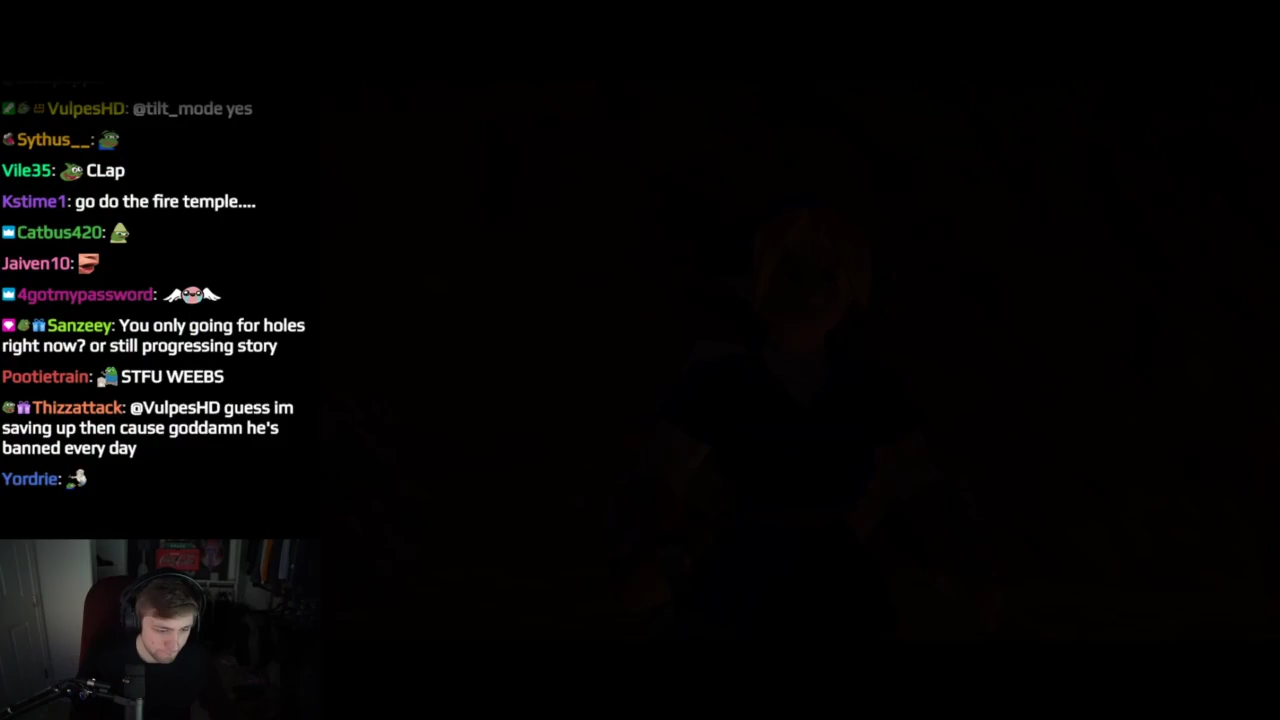 VulpesHD: @tilt_mode yes
Sythus__:
Vile35: CLap
Kstime1: go do the fire temple....
Catbus420:
Jaiven10:
4gotmypassword:
Sanzeey: You only going for holes
right now? or still progressing story
Pootietrain: STFU WEEBS
Thizzattack: @VulpesHD guess im
saving up then cause goddamn he's
banned every day
Yordrie: